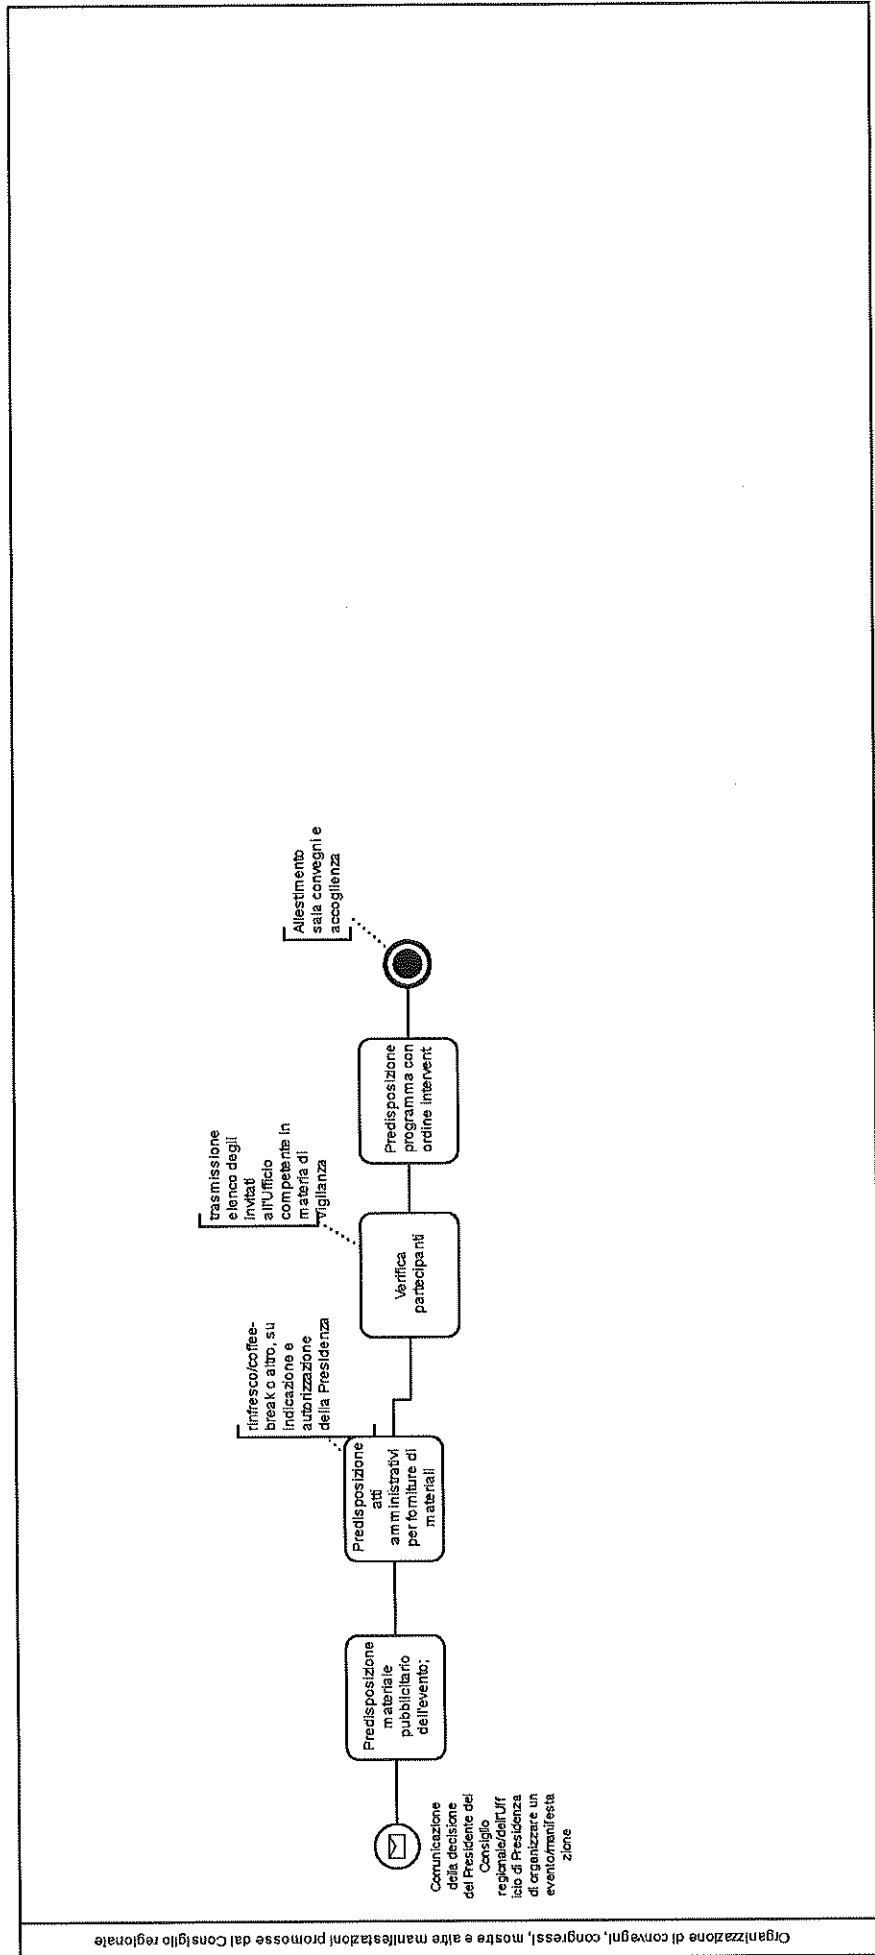 Organizzazione di convegni, congressi, mostre e altre manifestazioni promosse dal Consiglio regionale
Comunicazione
della decisione
del Presidente del
Consiglio
regionale/dell'Uff
icio di Presidenza
di organizzare un
evento/manifesta
zione
Predisposizione
materiale
pubblicitario
dell'evento;
Predisposizione
atti
amministrativi
per forniture di
materiali
rinfresco/coffee-
break o altro, su
indicazione e
autorizzazione
della Presidenza
Verifica
partecipanti
trasmissione
elenco degli
invitati
all'Ufficio
competente in
materia di
vigilanza
Predisposizione
programma con
ordine intervent
Allestimento
sala convegni e
accoglienza